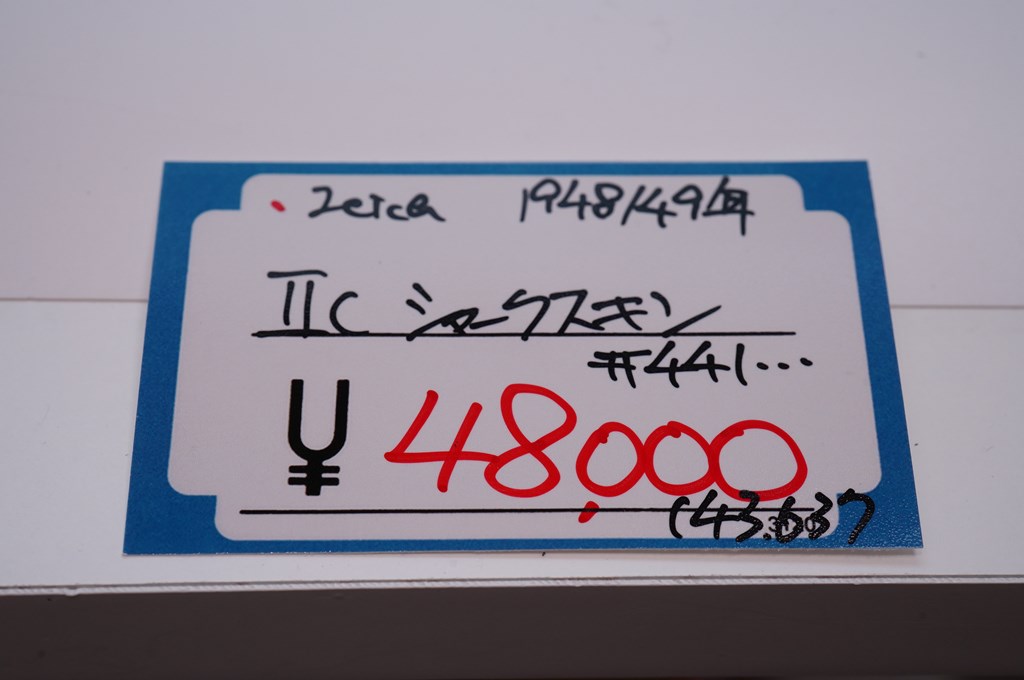 • Leica 1948/49年
IIC シャークスキン
#441...
¥ 48,000
(43.637)